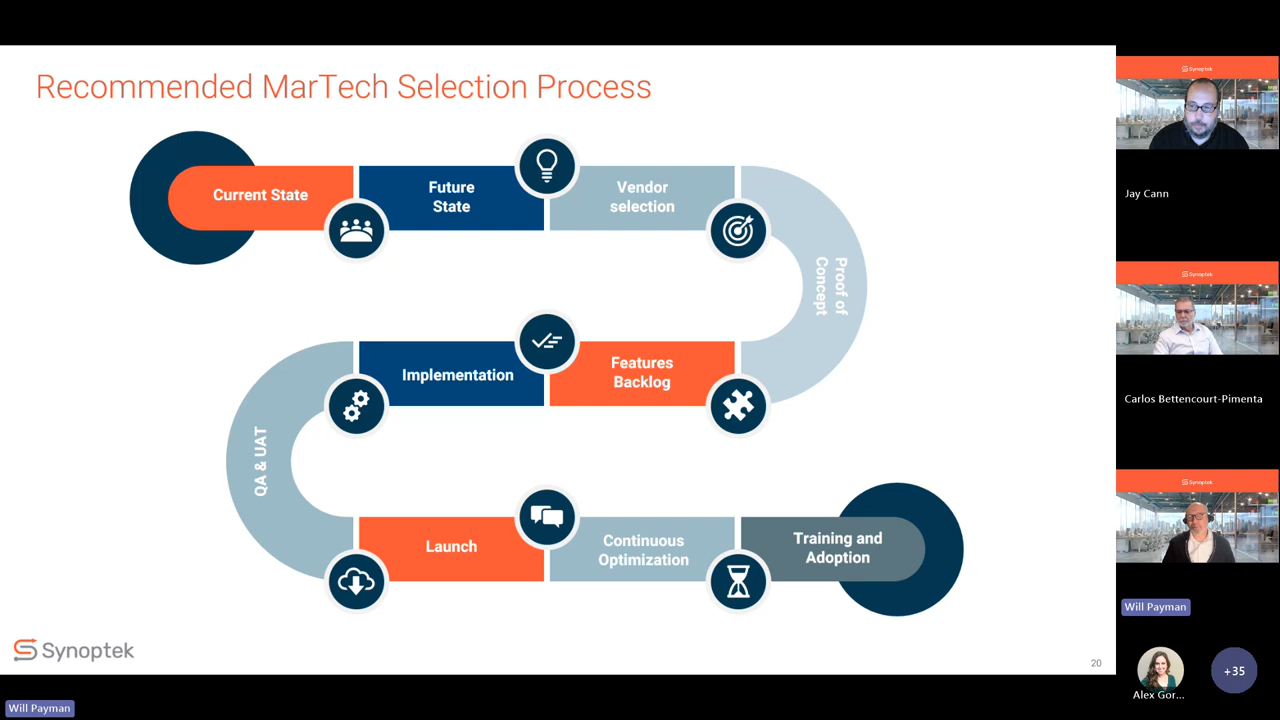 Recommended MarTech Selection Process
Current State
Future
State
Vendor
selection
Proof of
Concept
Features
Backlog
Implementation
QA & UAT
Launch
Continuous
Optimization
Training and
Adoption
Synoptek
20
Synoptek
Jay Cann
Synoptek
Carlos Bettencourt-Pimenta
Synoptek
Will Payman
Alex Gor...
+35
Will Payman